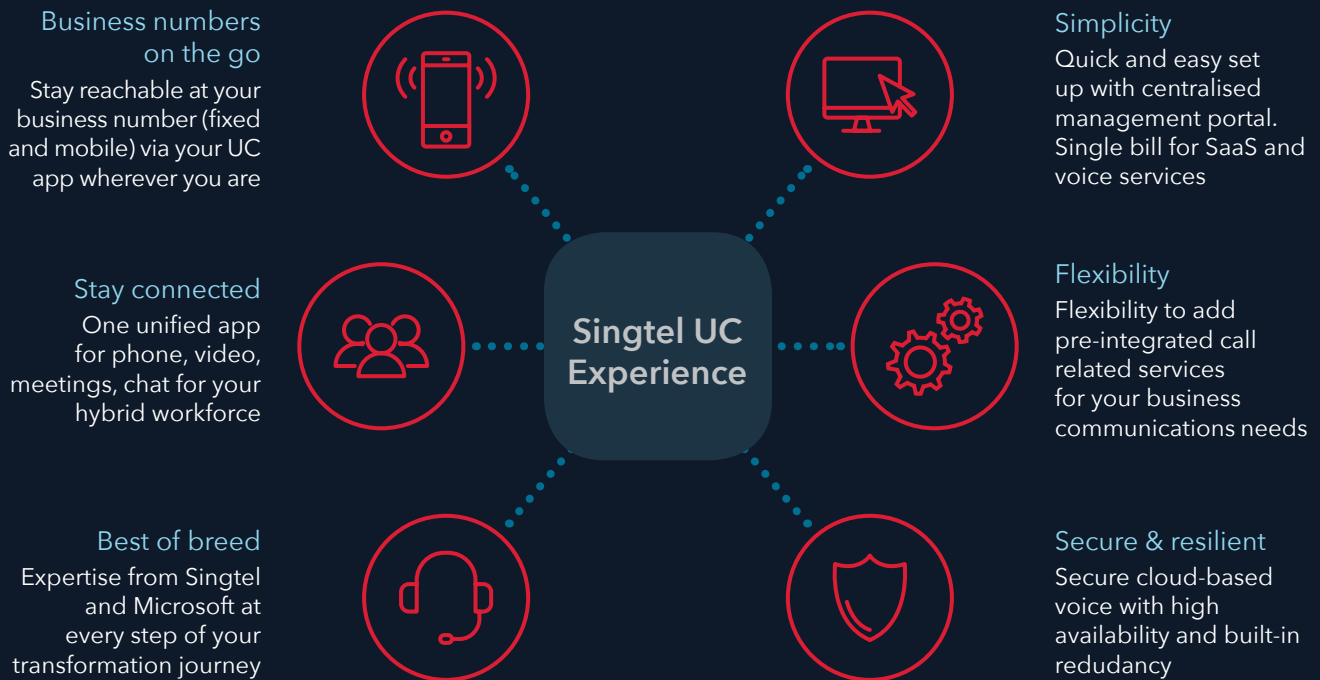 Business numbers
on the go
Stay reachable at your
business number (fixed
and mobile) via your UC
app wherever you are
Simplicity
Quick and easy set
up with centralised
management portal.
Single bill for SaaS and
voice services
Stay connected
One unified app
for phone, video,
meetings, chat for your
hybrid workforce
Singtel UC
Experience
Flexibility
Flexibility to add
pre-integrated call
related services
for your business
communications needs
Best of breed
Expertise from Singtel
and Microsoft at
every step of your
transformation journey
Secure & resilient
Secure cloud-based
voice with high
availability and built-in
redudancy